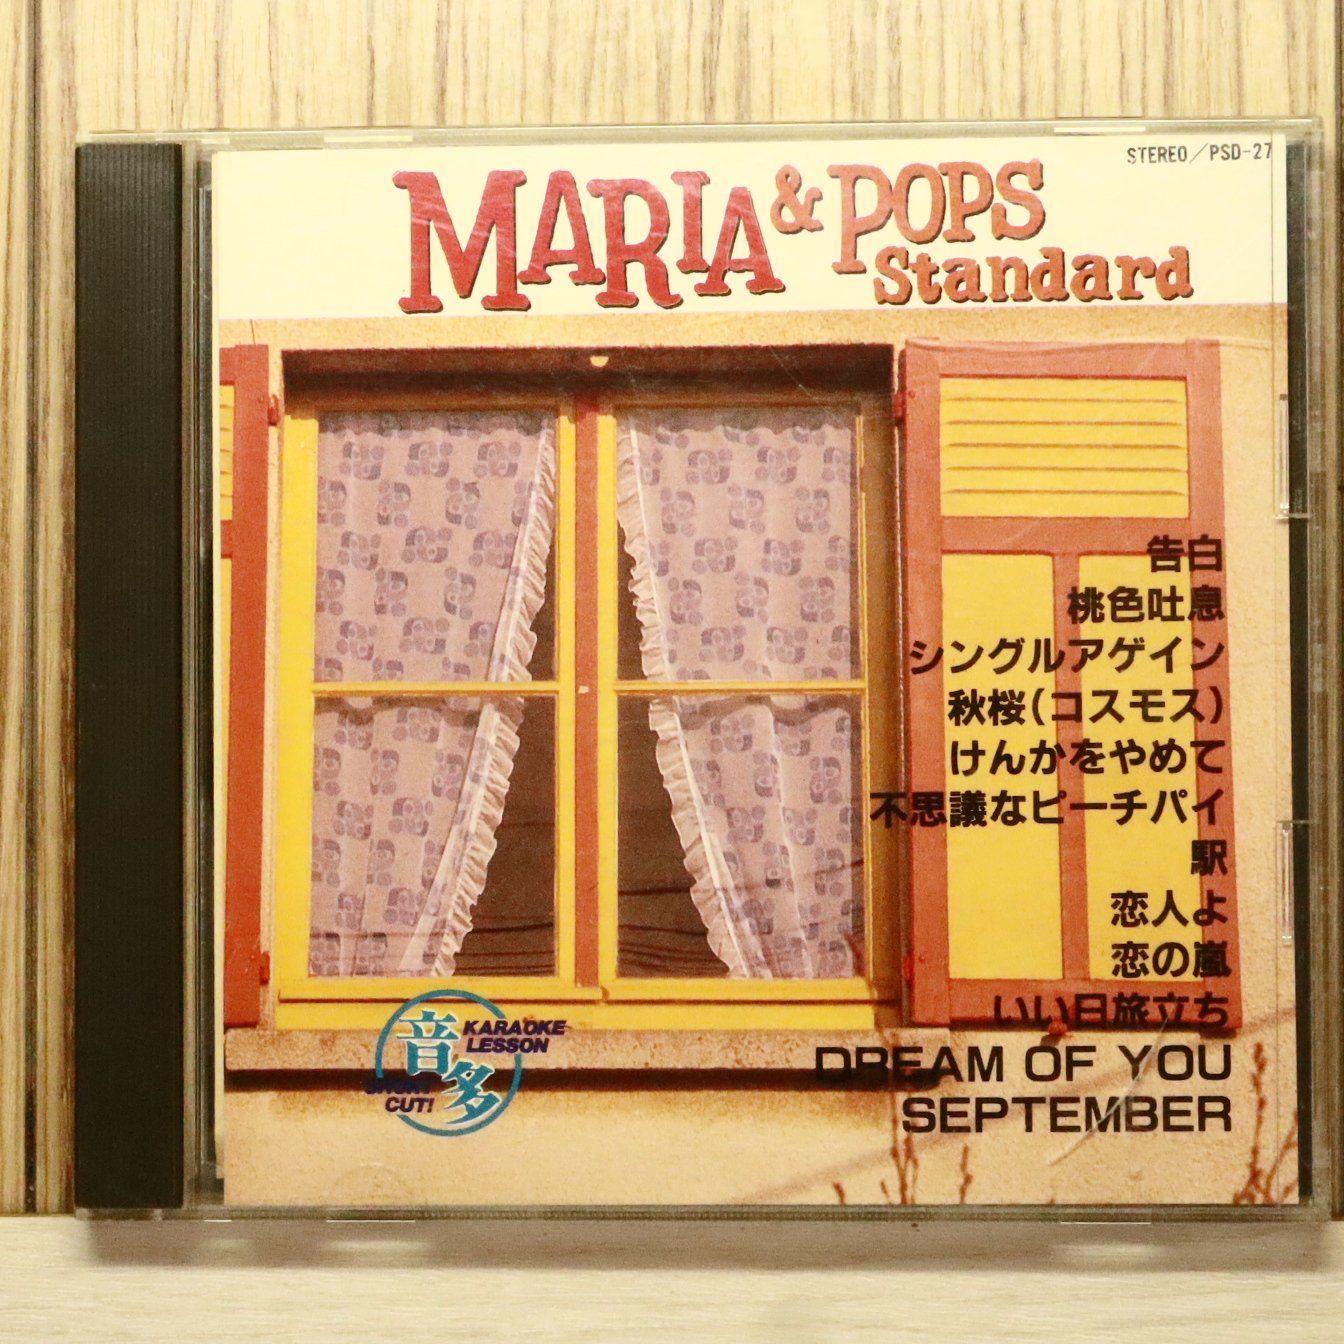 STEREO／PSD-27
MARIA & POPS
Standard
告白
桃色吐息
シングルアゲイン
秋桜(コスモス)
けんかをやめて
不思議なピーチパイ
駅
恋人よ
恋の嵐
いい日旅立ち
DREAM OF YOU
SEPTEMBER
音多
KARAOKE
LESSON
SHORT
CUT!